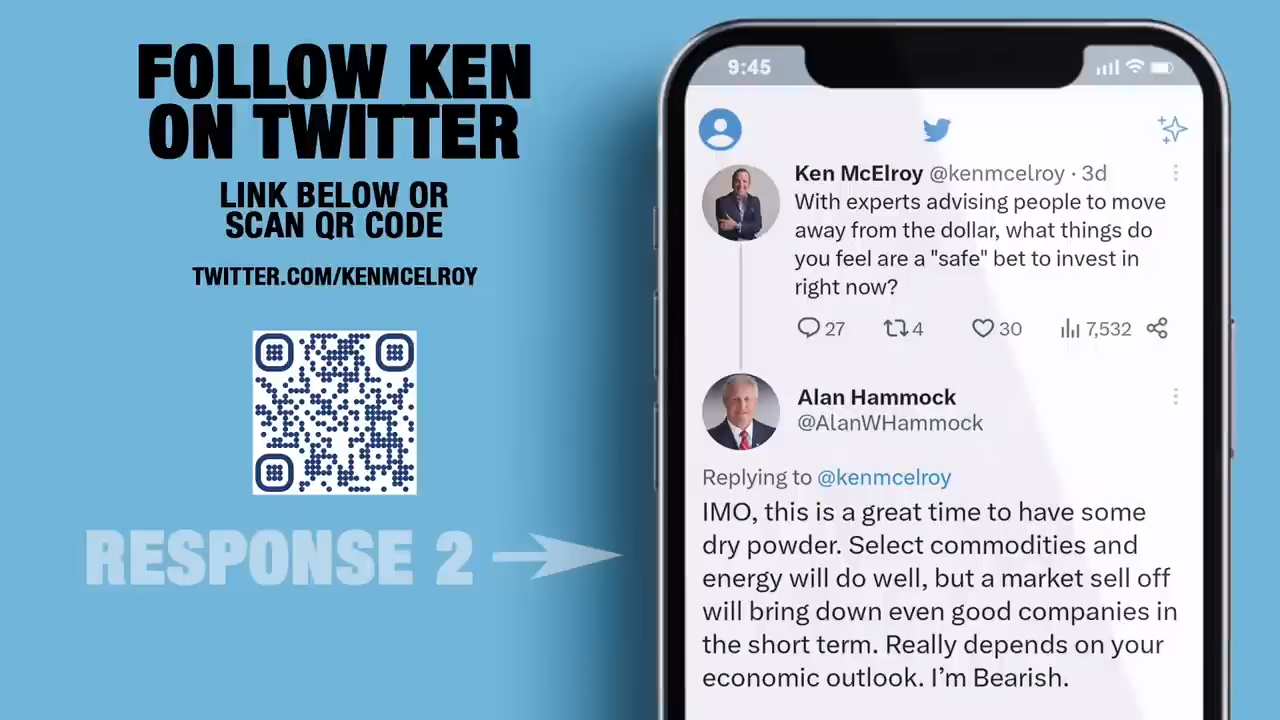 FOLLOW KEN
ON TWITTER
LINK BELOW OR
SCAN QR CODE
TWITTER.COM/KENMCELROY
RESPONSE 2
9:45
Ken McElroy @kenmcelroy · 3d
With experts advising people to move
away from the dollar, what things do
you feel are a "safe" bet to invest in
right now?
27 4 30 7,532
Alan Hammock
@AlanWHammock
Replying to @kenmcelroy
IMO, this is a great time to have some
dry powder. Select commodities and
energy will do well, but a market sell off
will bring down even good companies in
the short term. Really depends on your
economic outlook. I’m Bearish.